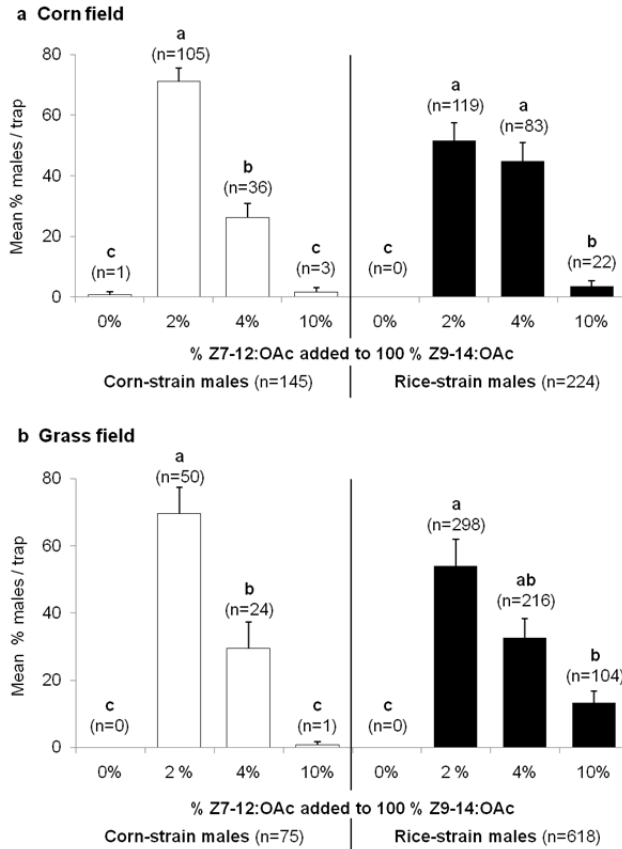 a Corn field
Mean % males / trap
80
60
40
20
0
c
(n=1)
a
(n=105)
b
(n=36)
c
(n=3)
c
(n=0)
a
(n=119)
a
(n=83)
b
(n=22)
0% 2% 4% 10% 0% 2% 4% 10%
% Z7-12:OAc added to 100 % Z9-14:OAc
Corn-strain males (n=145) Rice-strain males (n=224)
b Grass field
Mean % males / trap
80
60
40
20
0
c
(n=0)
a
(n=50)
b
(n=24)
c
(n=1)
c
(n=0)
a
(n=298)
ab
(n=216)
b
(n=104)
0% 2 % 4% 10% 0% 2 % 4% 10%
% Z7-12:OAc added to 100 % Z9-14:OAc
Corn-strain males (n=75) Rice-strain males (n=618)